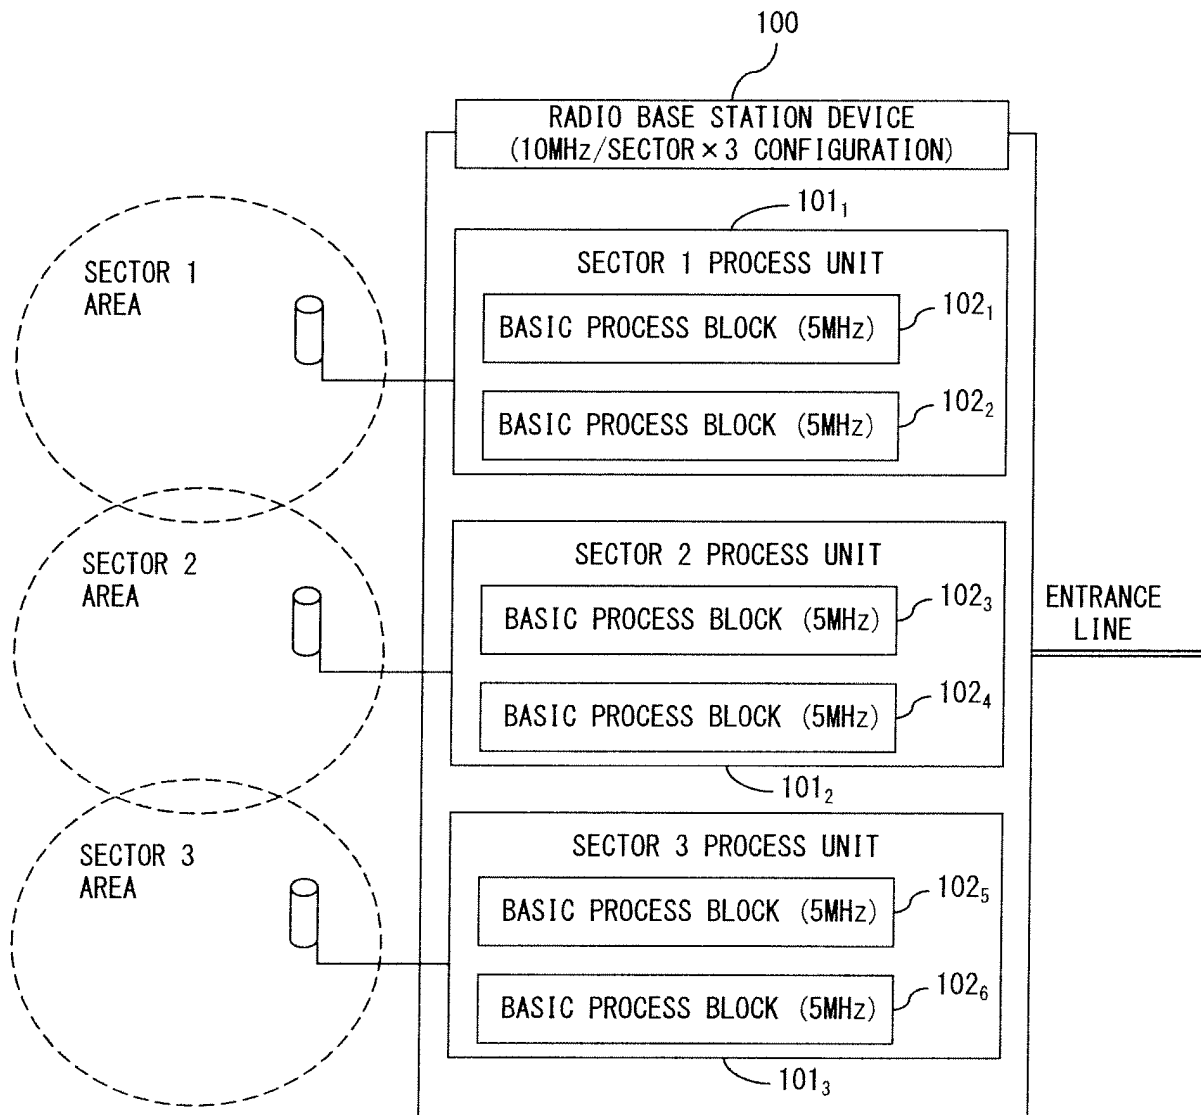 100
RADIO BASE STATION DEVICE
(10MHz/SECTOR×3 CONFIGURATION)
101₁
SECTOR 1
AREA
SECTOR 1 PROCESS UNIT
BASIC PROCESS BLOCK (5MHz)
102₁
BASIC PROCESS BLOCK (5MHz)
102₂
SECTOR 2
AREA
SECTOR 2 PROCESS UNIT
BASIC PROCESS BLOCK (5MHz)
102₃
BASIC PROCESS BLOCK (5MHz)
102₄
101₂
ENTRANCE
LINE
SECTOR 3
AREA
SECTOR 3 PROCESS UNIT
BASIC PROCESS BLOCK (5MHz)
102₅
BASIC PROCESS BLOCK (5MHz)
102₆
101₃